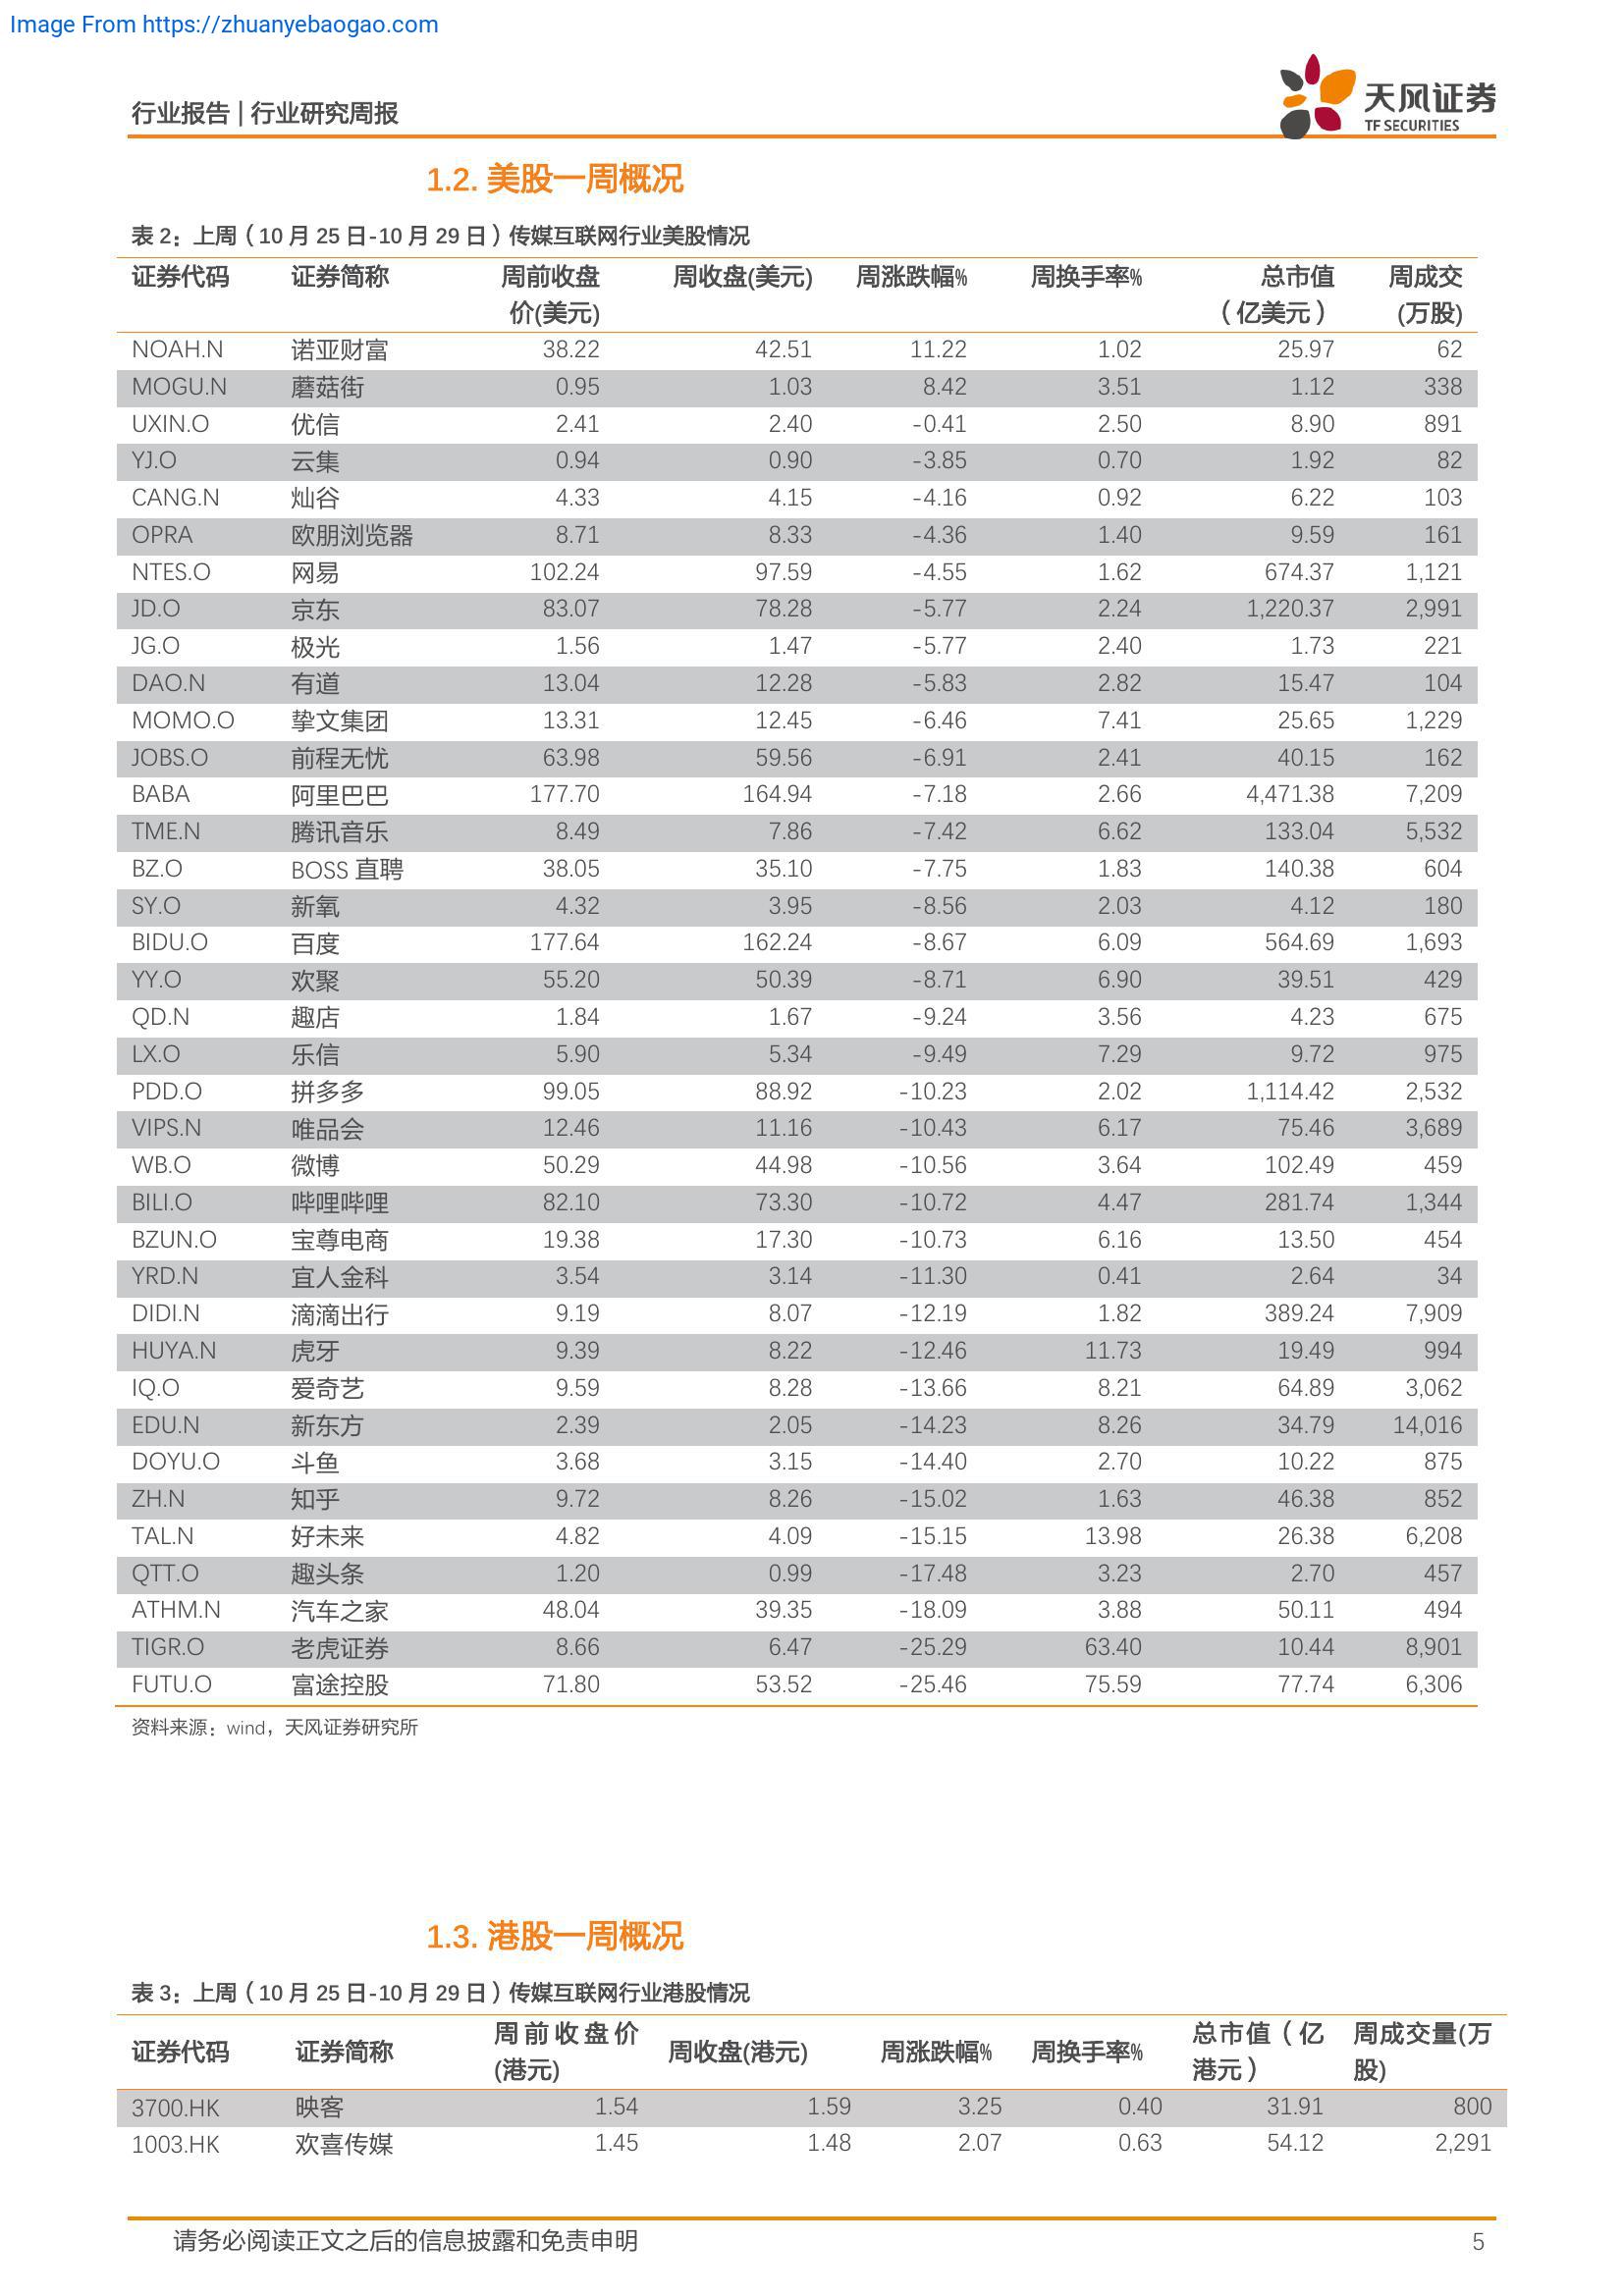 Image From https://zhuanyebaogao.com
行业报告 | 行业研究周报
天风证券
TF SECURITIES
1.2. 美股一周概况
表 2：上周（10 月 25 日-10 月 29 日）传媒互联网行业美股情况
证券代码 证券简称 周前收盘 周收盘(美元) 周涨跌幅% 周换手率% 总市值 周成交
价(美元) （亿美元） (万股)
NOAH.N 诺亚财富 38.22 42.51 11.22 1.02 25.97 62
MOGU.N 蘑菇街 0.95 1.03 8.42 3.51 1.12 338
UXIN.O 优信 2.41 2.40 -0.41 2.50 8.90 891
YJ.O 云集 0.94 0.90 -3.85 0.70 1.92 82
CANG.N 灿谷 4.33 4.15 -4.16 0.92 6.22 103
OPRA 欧朋浏览器 8.71 8.33 -4.36 1.40 9.59 161
NTES.O 网易 102.24 97.59 -4.55 1.62 674.37 1,121
JD.O 京东 83.07 78.28 -5.77 2.24 1,220.37 2,991
JG.O 极光 1.56 1.47 -5.77 2.40 1.73 221
DAO.N 有道 13.04 12.28 -5.83 2.82 15.47 104
MOMO.O 挚文集团 13.31 12.45 -6.46 7.41 25.65 1,229
JOBS.O 前程无忧 63.98 59.56 -6.91 2.41 40.15 162
BABA 阿里巴巴 177.70 164.94 -7.18 2.66 4,471.38 7,209
TME.N 腾讯音乐 8.49 7.86 -7.42 6.62 133.04 5,532
BZ.O BOSS 直聘 38.05 35.10 -7.75 1.83 140.38 604
SY.O 新氧 4.32 3.95 -8.56 2.03 4.12 180
BIDU.O 百度 177.64 162.24 -8.67 6.09 564.69 1,693
YY.O 欢聚 55.20 50.39 -8.71 6.90 39.51 429
QD.N 趣店 1.84 1.67 -9.24 3.56 4.23 675
LX.O 乐信 5.90 5.34 -9.49 7.29 9.72 975
PDD.O 拼多多 99.05 88.92 -10.23 2.02 1,114.42 2,532
VIPS.N 唯品会 12.46 11.16 -10.43 6.17 75.46 3,689
WB.O 微博 50.29 44.98 -10.56 3.64 102.49 459
BILI.O 哔哩哔哩 82.10 73.30 -10.72 4.47 281.74 1,344
BZUN.O 宝尊电商 19.38 17.30 -10.73 6.16 13.50 454
YRD.N 宜人金科 3.54 3.14 -11.30 0.41 2.64 34
DIDI.N 滴滴出行 9.19 8.07 -12.19 1.82 389.24 7,909
HUYA.N 虎牙 9.39 8.22 -12.46 11.73 19.49 994
IQ.O 爱奇艺 9.59 8.28 -13.66 8.21 64.89 3,062
EDU.N 新东方 2.39 2.05 -14.23 8.26 34.79 14,016
DOYU.O 斗鱼 3.68 3.15 -14.40 2.70 10.22 875
ZH.N 知乎 9.72 8.26 -15.02 1.63 46.38 852
TAL.N 好未来 4.82 4.09 -15.15 13.98 26.38 6,208
QTT.O 趣头条 1.20 0.99 -17.48 3.23 2.70 457
ATHM.N 汽车之家 48.04 39.35 -18.09 3.88 50.11 494
TIGR.O 老虎证券 8.66 6.47 -25.29 63.40 10.44 8,901
FUTU.O 富途控股 71.80 53.52 -25.46 75.59 77.74 6,306
资料来源：wind，天风证券研究所
1.3. 港股一周概况
表 3：上周（10 月 25 日-10 月 29 日）传媒互联网行业港股情况
证券代码 证券简称 周前收盘价 周收盘(港元) 周涨跌幅% 周换手率% 总市值（亿 周成交量(万
(港元) 港元） 股)
3700.HK 映客 1.54 1.59 3.25 0.40 31.91 800
1003.HK 欢喜传媒 1.45 1.48 2.07 0.63 54.12 2,291
请务必阅读正文之后的信息披露和免责申明 5